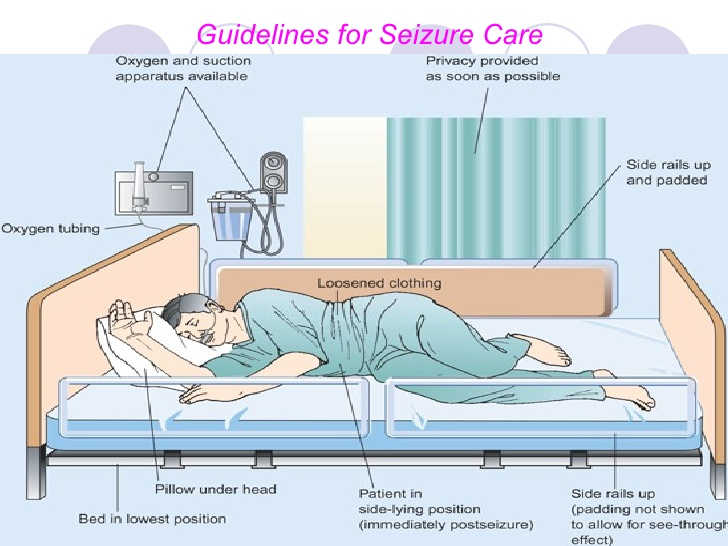 Guidelines for Seizure Care
Oxygen and suction
apparatus available
Privacy provided
as soon as possible
Side rails up
and padded
Oxygen tubing
Loosened clothing
Pillow under head
Bed in lowest position
Patient in
side-lying position
(immediately postseizure)
Side rails up
(padding not shown
to allow for see-through
effect)